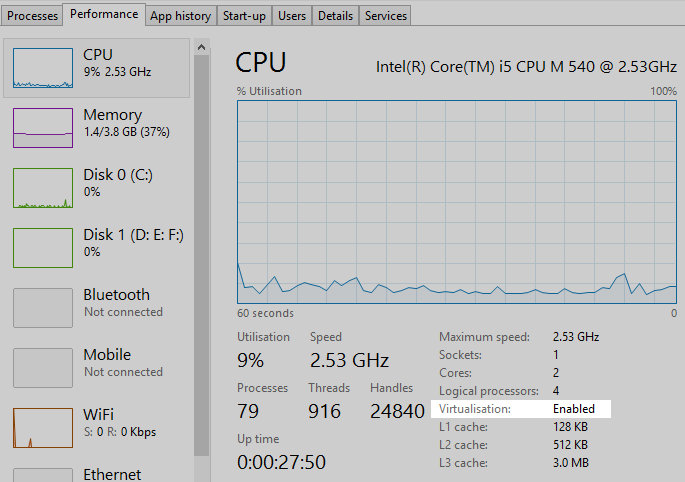 Processes Performance App history Start-up Users Details Services
CPU
9% 2.53 GHz
Memory
1.4/3.8 GB (37%)
Disk 0 (C:)
0%
Disk 1 (D: E: F:)
0%
Bluetooth
Not connected
Mobile
Not connected
WiFi
S: 0 R: 0 Kbps
Ethernet
CPU Intel(R) Core(TM) i5 CPU M 540 @ 2.53GHz
% Utilisation 100%
60 seconds 0
Utilisation Speed
9% 2.53 GHz
Processes Threads Handles
79 916 24840
Up time
0:00:27:50
Maximum speed: 2.53 GHz
Sockets: 1
Cores: 2
Logical processors: 4
Virtualisation: Enabled
L1 cache: 128 KB
L2 cache: 512 KB
L3 cache: 3.0 MB